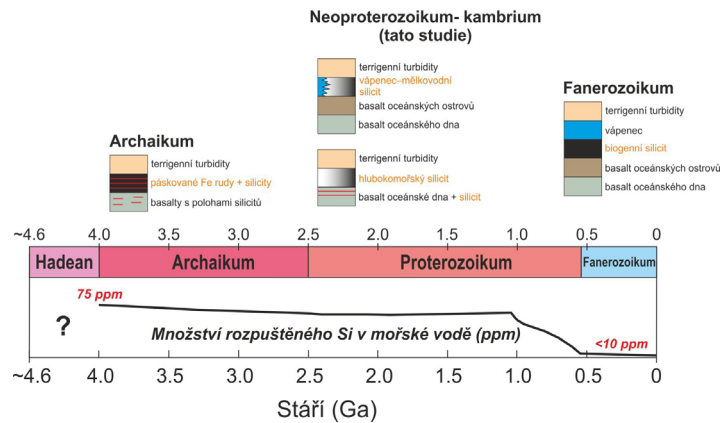 Neoproterozoikum- kambrium
(tato studie)
terrigenní turbidity
vápenec–mělkovodní
silicit
basalt oceánských ostrovů
basalt oceánského dna
terrigenní turbidity
hlubokomořský silicit
basalt oceánské dna + silicit
Fanerozoikum
terrigenní turbidity
vápenec
biogenní silicit
basalt oceánských ostrovů
basalt oceánského dna
Archaikum
terrigenní turbidity
páskované Fe rudy + silicity
basalty s polohami silicitů
~4.6 4.0 3.5 3.0 2.5 2.0 1.5 1.0 0.5 0
Hadean Archaikum Proterozoikum Fanerozoikum
75 ppm
?
Množství rozpuštěného Si v mořské vodě (ppm)
<10 ppm
~4.6 4.0 3.5 3.0 2.5 2.0 1.5 1.0 0.5 0
Stáří (Ga)